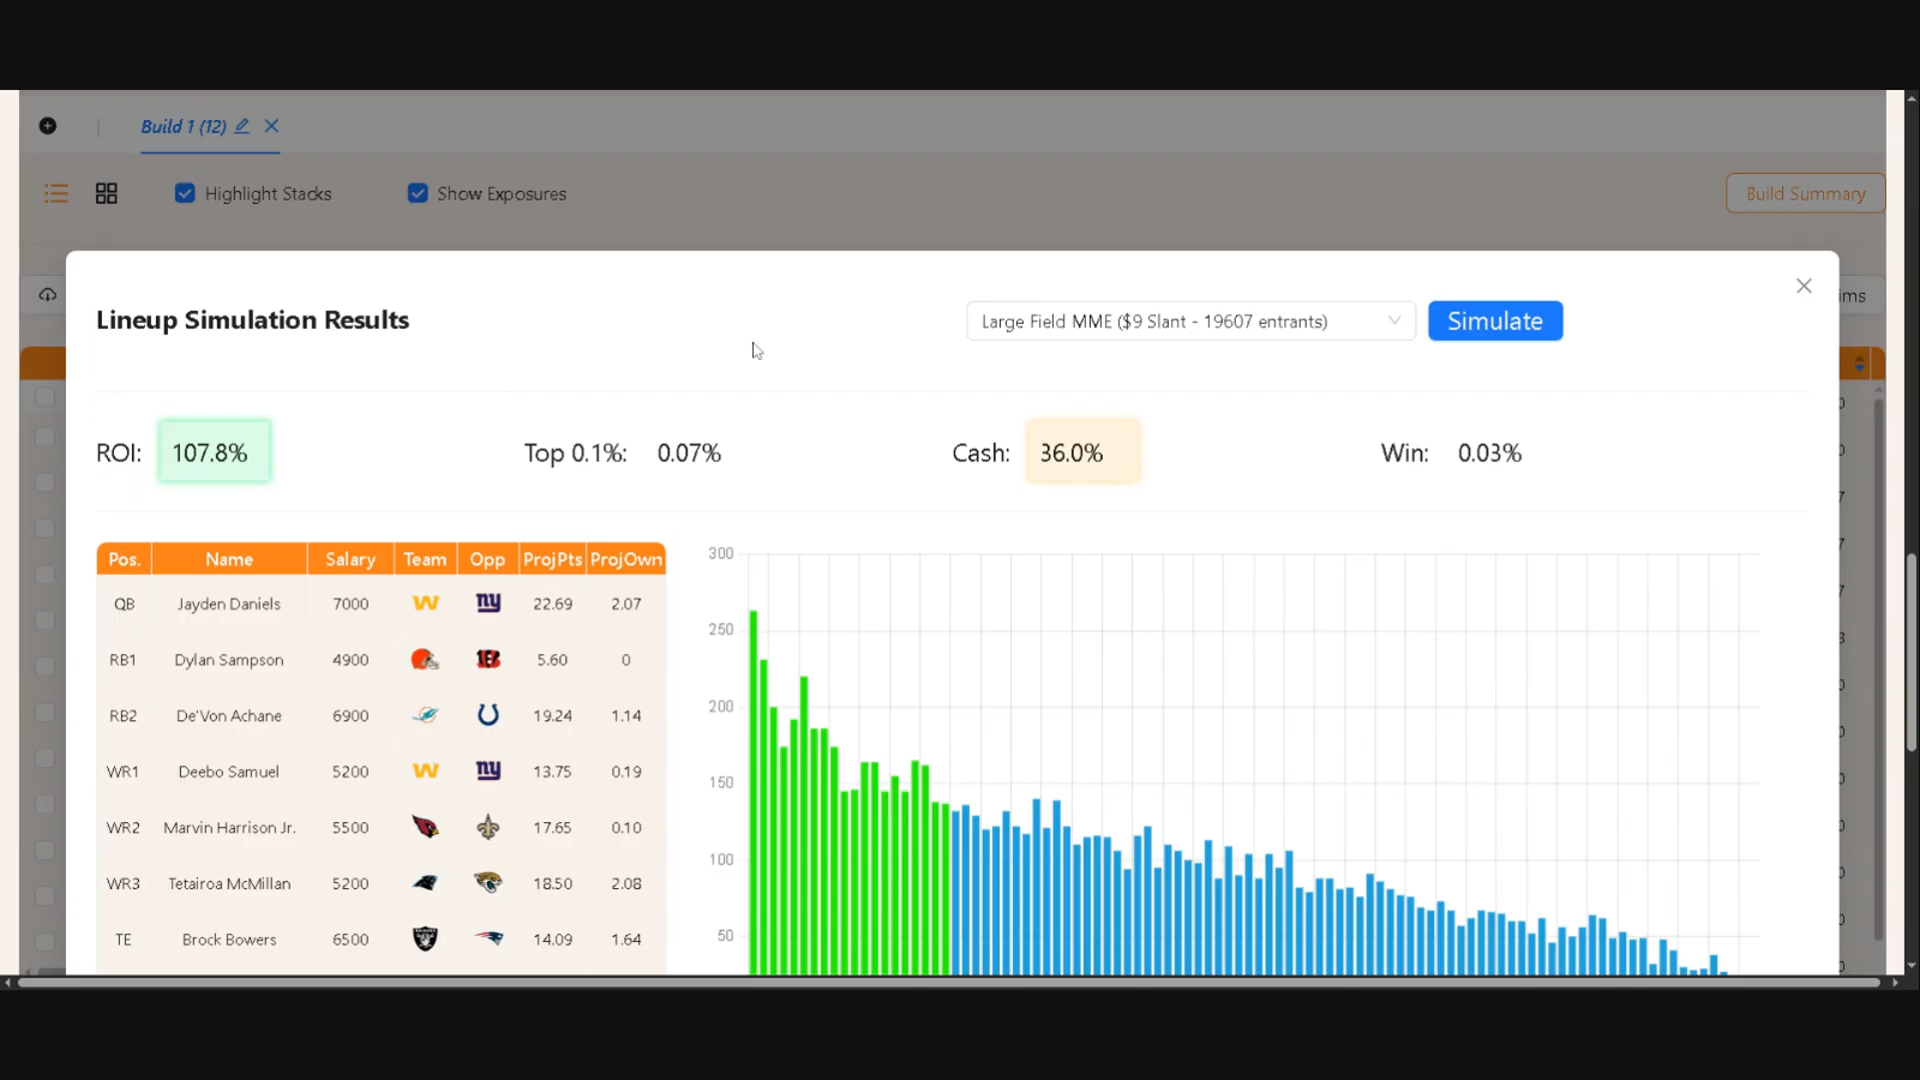 Build 1 (12)
Highlight Stacks Show Exposures Build Summary
ims
Lineup Simulation Results Large Field MME ($9 Slant - 19607 entrants) Simulate
ROI: 107.8% Top 0.1%: 0.07% Cash: 36.0% Win: 0.03%
Pos. Name Salary Team Opp ProjPts ProjOwn
QB Jayden Daniels 7000 W ny 22.69 2.07
RB1 Dylan Sampson 4900 B 5.60 0
RB2 De'Von Achane 6900 19.24 1.14
WR1 Deebo Samuel 5200 W ny 13.75 0.19
WR2 Marvin Harrison Jr. 5500 17.65 0.10
WR3 Tetairoa McMillan 5200 18.50 2.08
TE Brock Bowers 6500 14.09 1.64
300
250
200
150
100
50